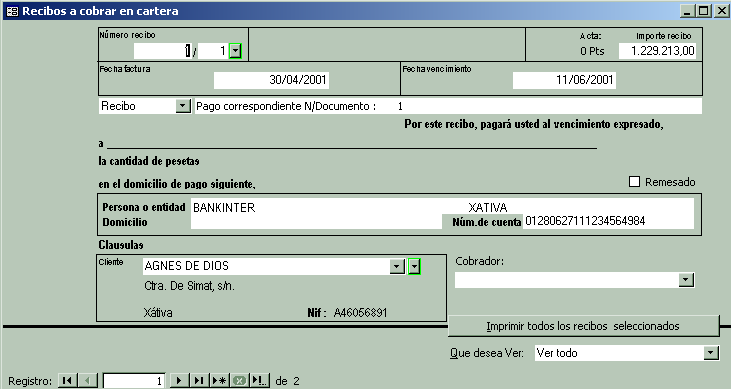 Recibos a cobrar en cartera
Número recibo
1 / 1
Acta: Importe recibo
0 Pts 1.229.213,00
Fecha factura 30/04/2001 Fecha vencimiento 11/06/2001
Recibo Pago correspondiente N/Documento : 1
Por este recibo, pagará usted al vencimiento expresado,
a
la cantidad de pesetas
en el domicilio de pago siguiente, Remesado
Persona o entidad BANKINTER XATIVA
Domicilio Núm.de cuenta 01280627111234564984
Clausulas
Cliente AGNES DE DIOS Cobrador:
Ctra. De Simat, s/n.
Xátiva Nif : A46056891
Imprimir todos los recibos seleccionados
Que desea Ver: Ver todo
Registro: 1 de 2